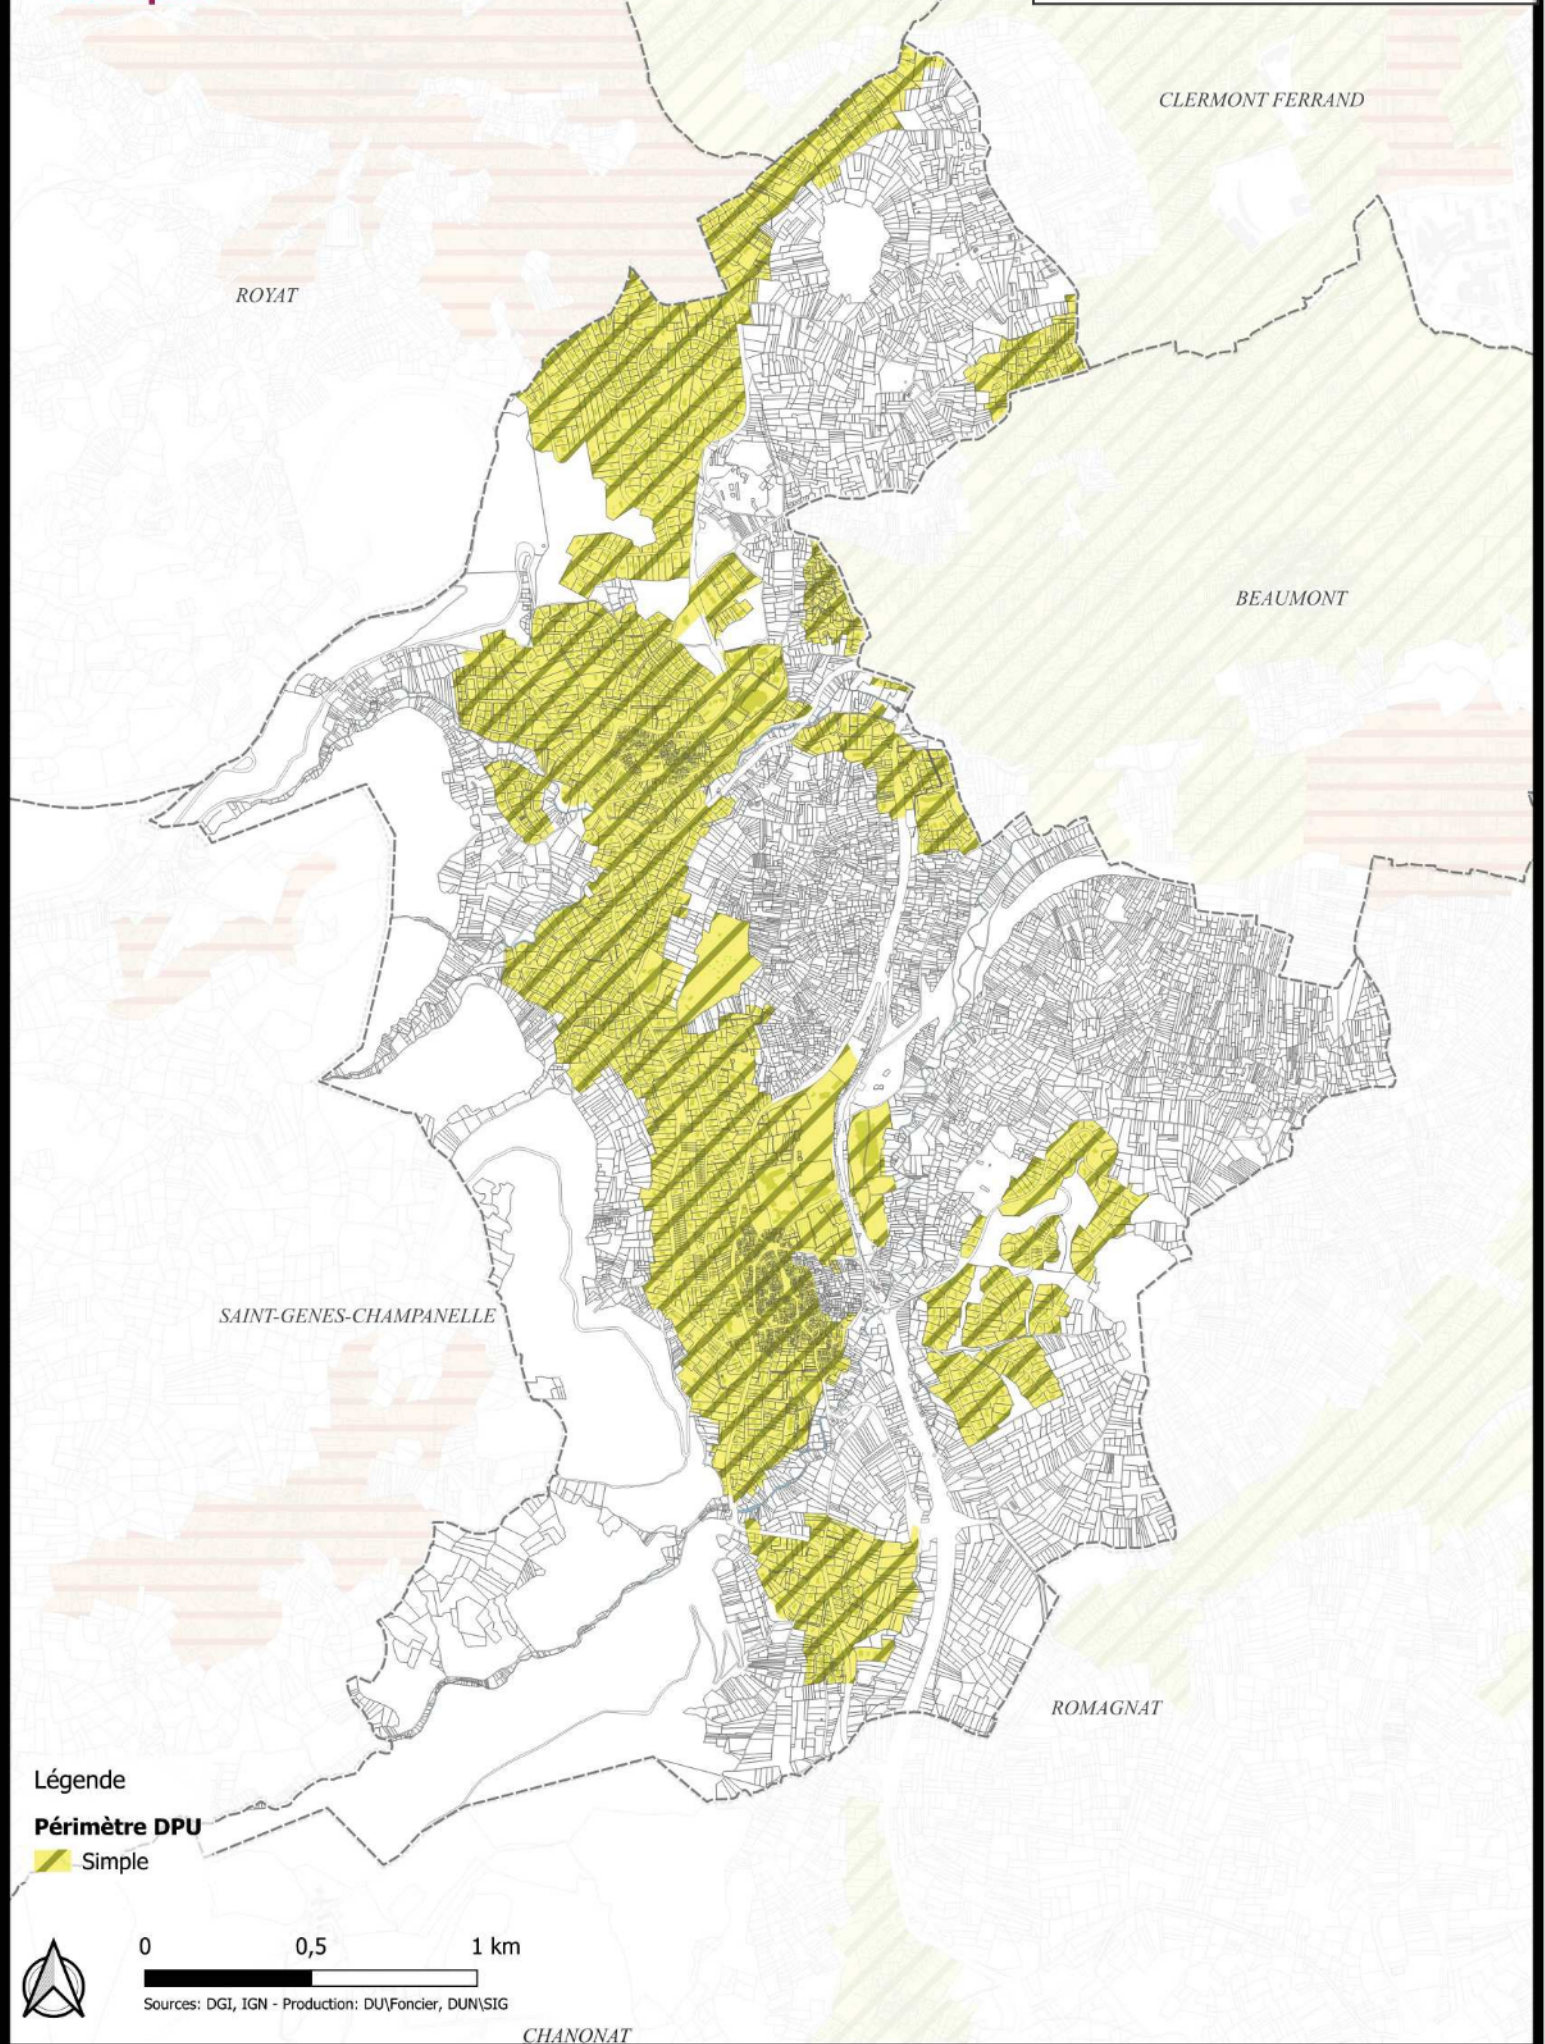 CLERMONT FERRAND
ROYAT
BEAUMONT
SAINT-GENES-CHAMPANELLE
ROMAGNAT
Légende
Périmètre DPU
Simple
0 0,5 1 km
Sources: DGI, IGN - Production: DU\Foncier, DUN\SIG
CHANONAT